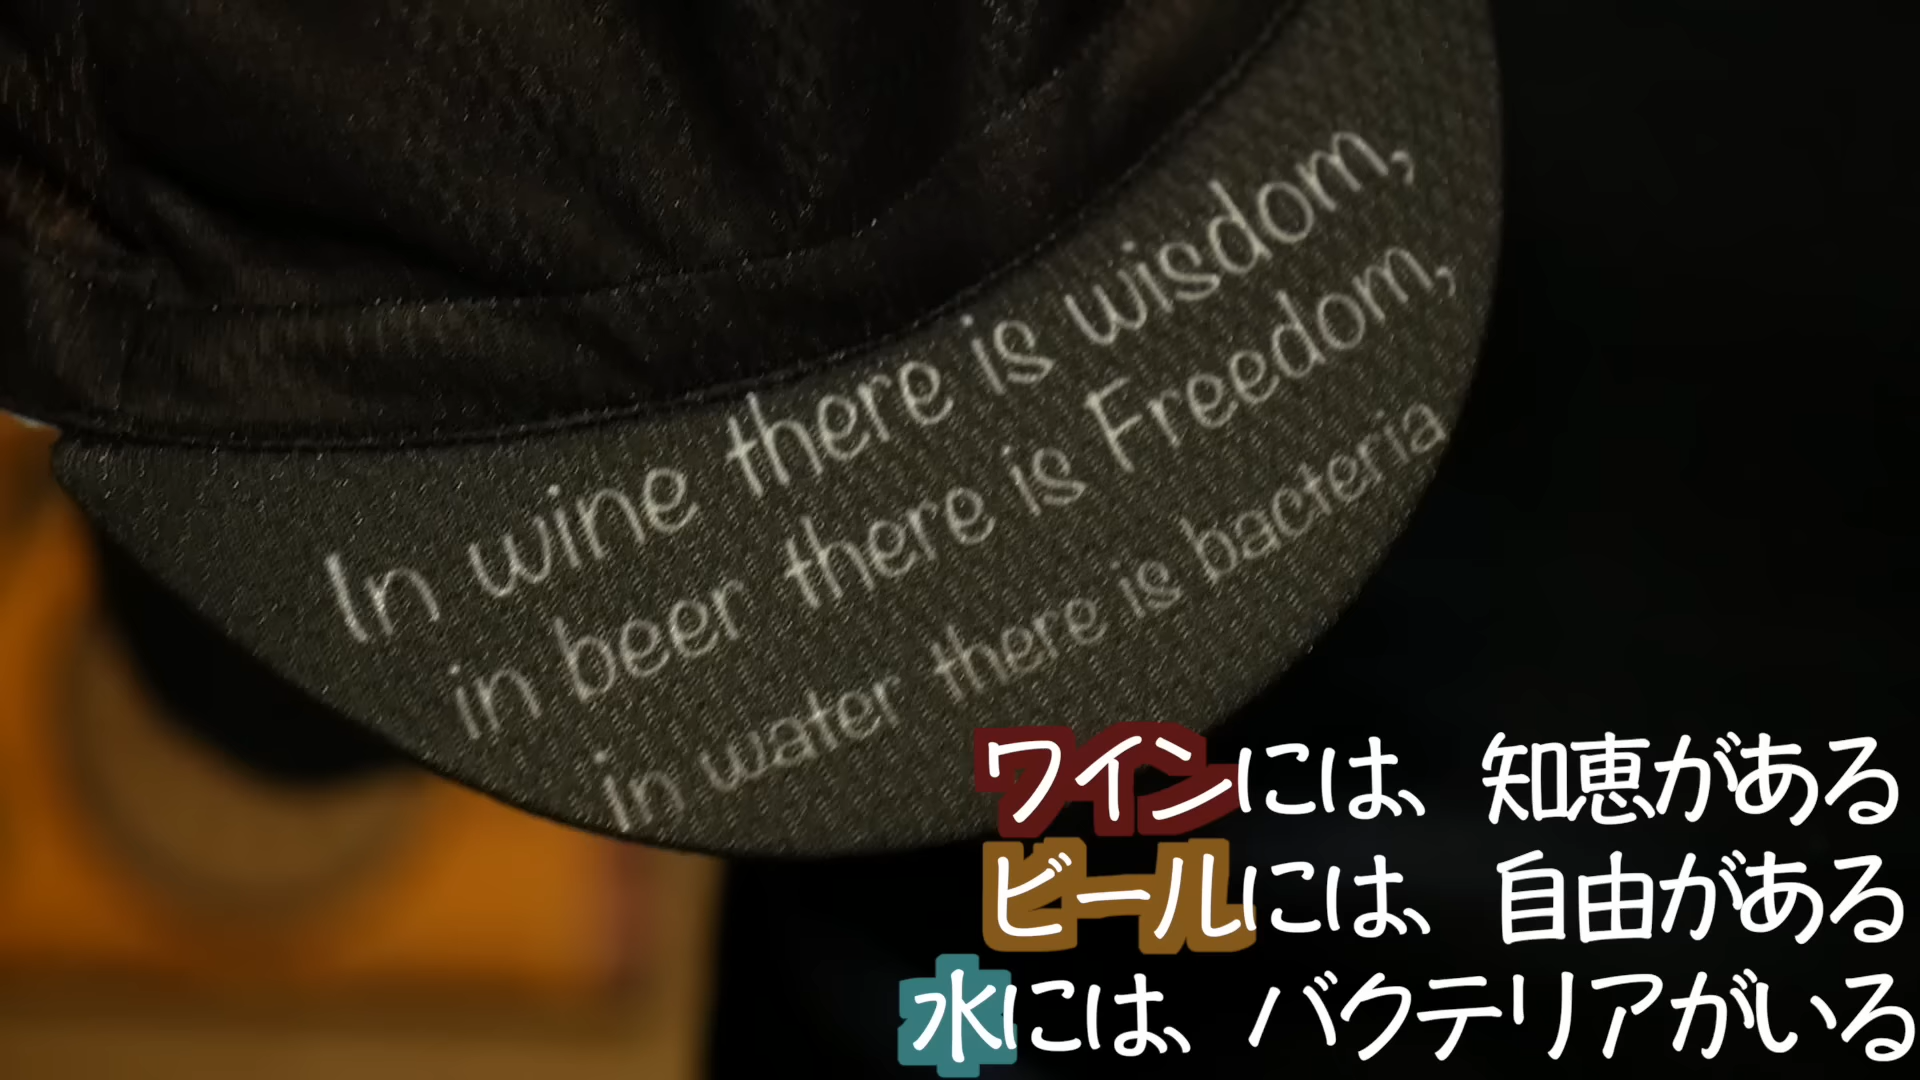 In wine there is wisdom,
in beer there is Freedom,
in water there is bacteria
ワインには、知恵がある
ビールには、自由がある
水には、バクテリアがいる